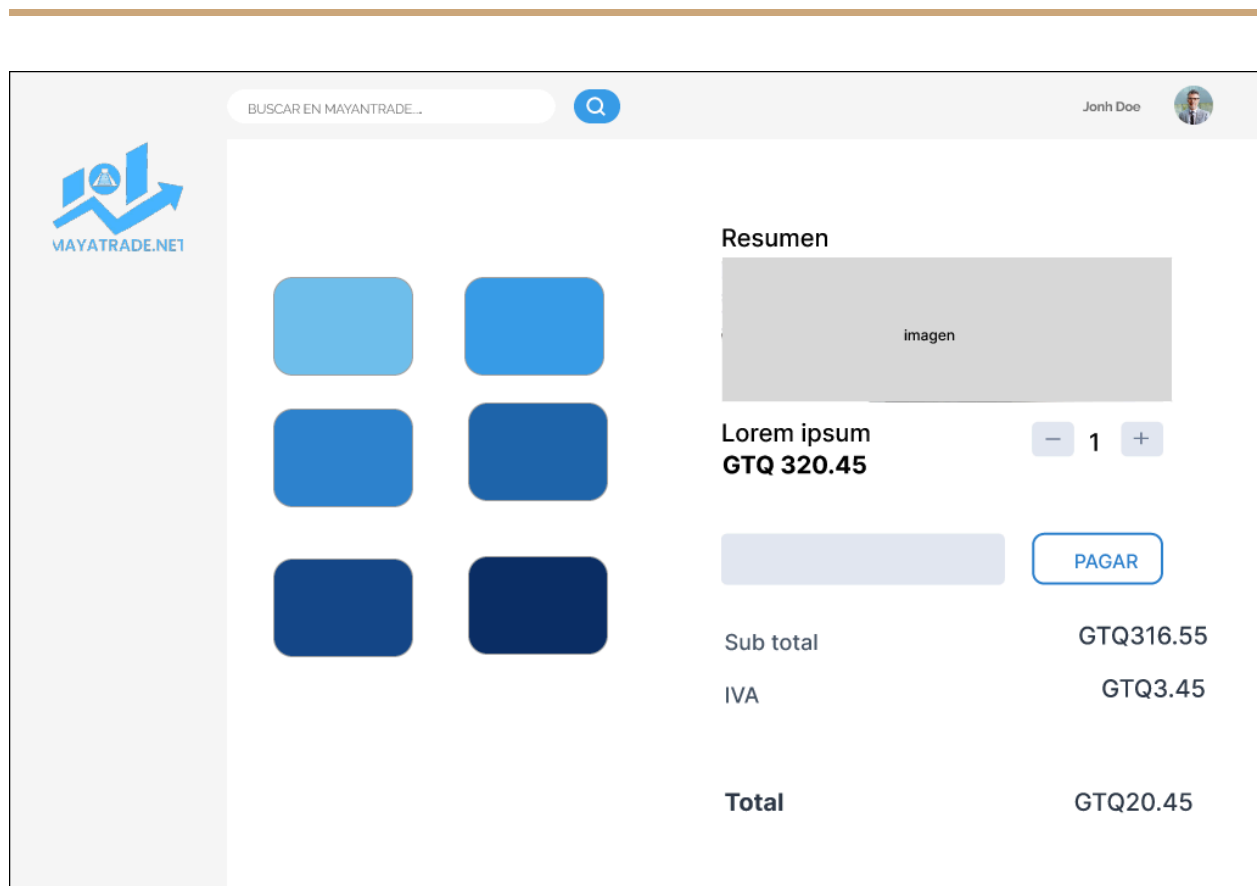 BUSCAR EN MAYANTRADE...
Jonh Doe
MAYATRADE.NET
Resumen
imagen
Lorem ipsum
GTQ 320.45
− 1 +
PAGAR
Sub total GTQ316.55
IVA GTQ3.45
Total GTQ20.45